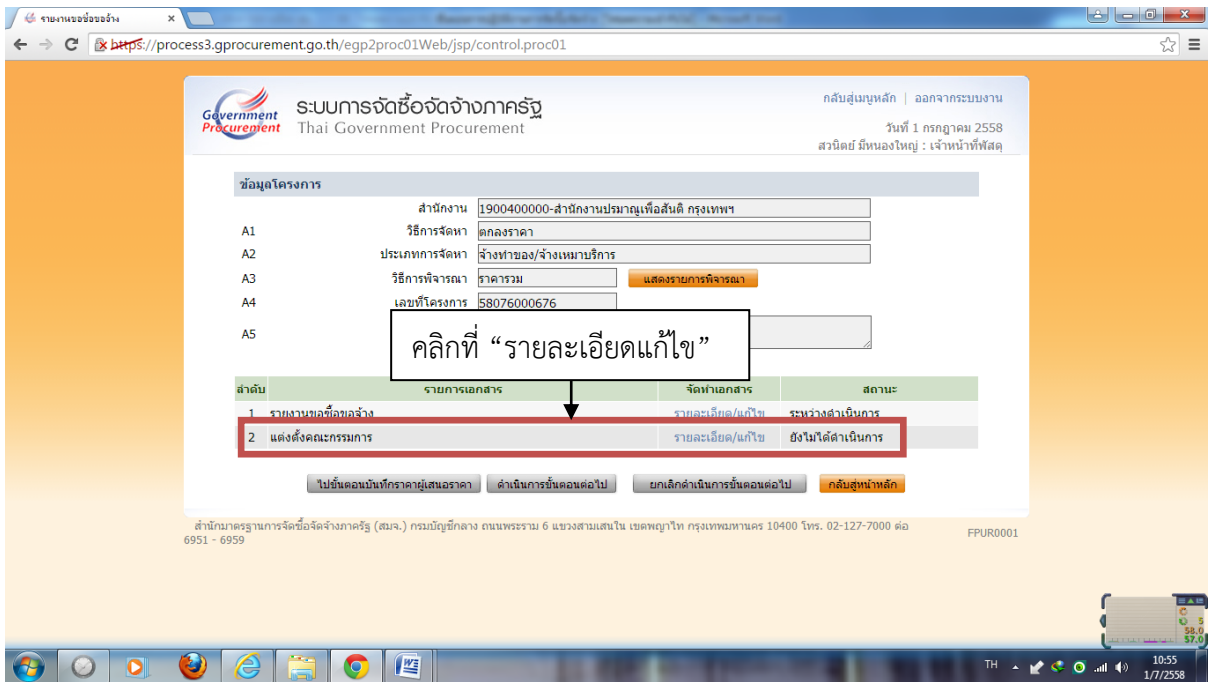 รายงานขอซื้อขอจ้าง
https://process3.gprocurement.go.th/egp2proc01Web/jsp/control.proc01
Government Procurement
ระบบการจัดซื้อจัดจ้างภาครัฐ
Thai Government Procurement
กลับสู่เมนูหลัก | ออกจากระบบงาน
วันที่ 1 กรกฎาคม 2558
สวนิตย์ มีหนองใหญ่ : เจ้าหน้าที่พัสดุ
ข้อมูลโครงการ
สำนักงาน 1900400000-สำนักงานปรมาณูเพื่อสันติ กรุงเทพฯ
A1 วิธีการจัดหา ตกลงราคา
A2 ประเภทการจัดหา จ้างทำของ/จ้างเหมาบริการ
A3 วิธีการพิจารณา ราคารวม แสดงรายการพิจารณา
A4 เลขที่โครงการ 58076000676
A5
คลิกที่ “รายละเอียดแก้ไข”
ลำดับ รายการเอกสาร จัดทำเอกสาร สถานะ
1 รายงานขอซื้อขอจ้าง รายละเอียด/แก้ไข ระหว่างดำเนินการ
2 แต่งตั้งคณะกรรมการ รายละเอียด/แก้ไข ยังไม่ได้ดำเนินการ
ไปขั้นตอนบันทึกราคาผู้เสนอราคา ดำเนินการขั้นตอนต่อไป ยกเลิกดำเนินการขั้นตอนต่อไป กลับสู่หน้าหลัก
สำนักมาตรฐานการจัดซื้อจัดจ้างภาครัฐ (สมจ.) กรมบัญชีกลาง ถนนพระราม 6 แขวงสามเสนใน เขตพญาไท กรุงเทพมหานคร 10400 โทร. 02-127-7000 ต่อ
6951 - 6959
FPUR0001
5
58.0
57.0
TH
10:55
1/7/2558